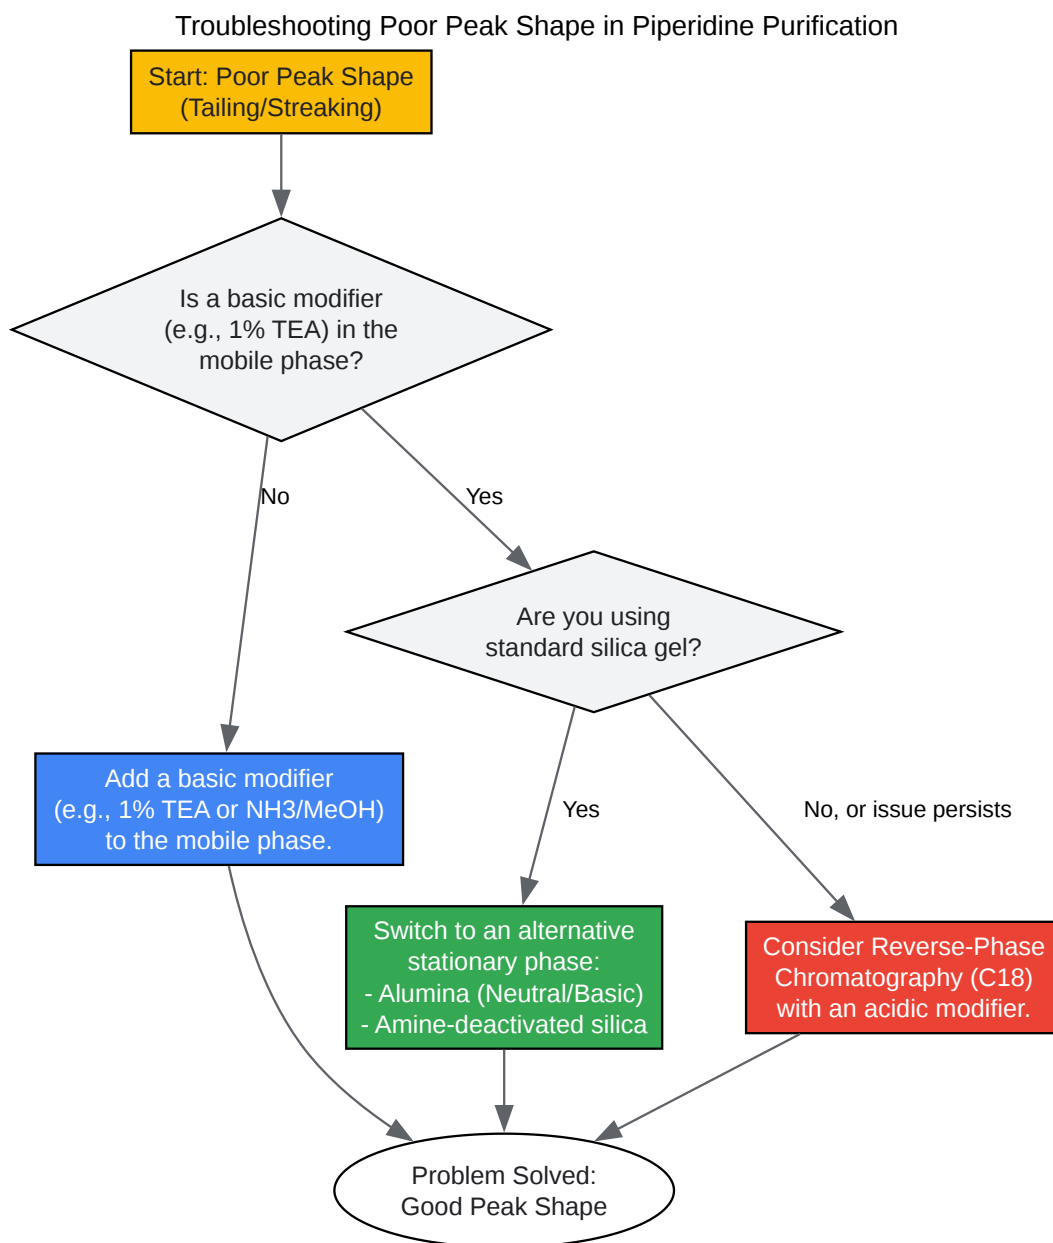 Troubleshooting Poor Peak Shape in Piperidine Purification
Start: Poor Peak Shape
(Tailing/Streaking)
Is a basic modifier
(e.g., 1% TEA) in the
mobile phase?
No
Yes
Are you using
standard silica gel?
Add a basic modifier
(e.g., 1% TEA or NH3/MeOH)
to the mobile phase.
Yes
No, or issue persists
Switch to an alternative
stationary phase:
- Alumina (Neutral/Basic)
- Amine-deactivated silica
Consider Reverse-Phase
Chromatography (C18)
with an acidic modifier.
Problem Solved:
Good Peak Shape